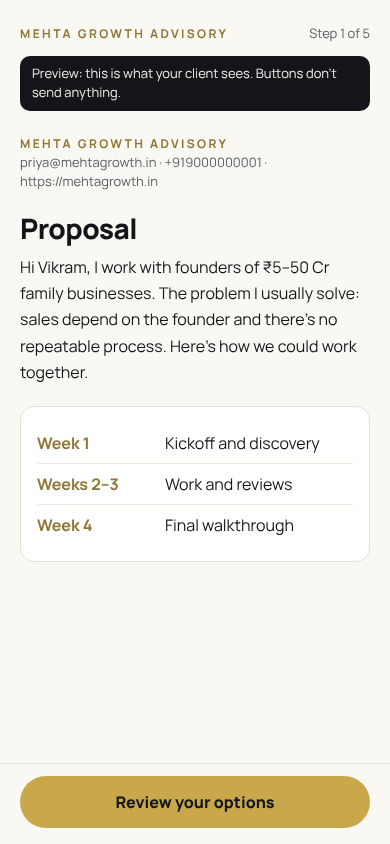 MEHTA GROWTH ADVISORY
Step 1 of 5
Preview: this is what your client sees. Buttons don't
send anything.
MEHTA GROWTH ADVISORY
priya@mehtagrowth.in · +919000000001 ·
https://mehtagrowth.in
Proposal
Hi Vikram, I work with founders of ₹5–50 Cr
family businesses. The problem I usually solve:
sales depend on the founder and there's no
repeatable process. Here's how we could work
together.
Week 1 Kickoff and discovery
Weeks 2–3 Work and reviews
Week 4 Final walkthrough
Review your options